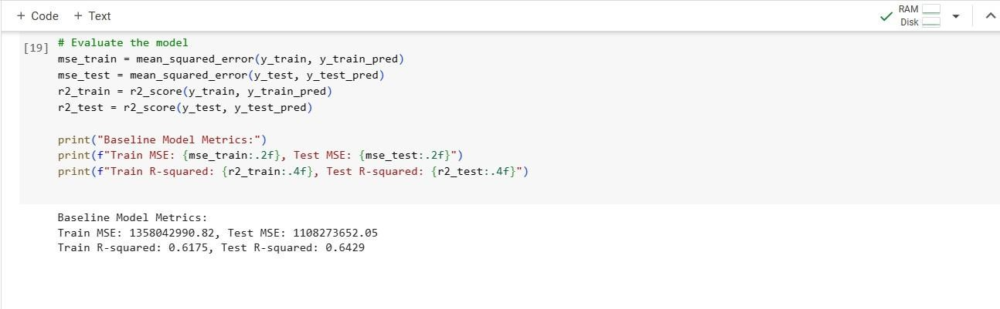 + Code + Text
RAM
Disk
[19] # Evaluate the model
mse_train = mean_squared_error(y_train, y_train_pred)
mse_test = mean_squared_error(y_test, y_test_pred)
r2_train = r2_score(y_train, y_train_pred)
r2_test = r2_score(y_test, y_test_pred)
print("Baseline Model Metrics:")
print(f"Train MSE: {mse_train:.2f}, Test MSE: {mse_test:.2f}")
print(f"Train R-squared: {r2_train:.4f}, Test R-squared: {r2_test:.4f}")
Baseline Model Metrics:
Train MSE: 1358042990.82, Test MSE: 1108273652.05
Train R-squared: 0.6175, Test R-squared: 0.6429